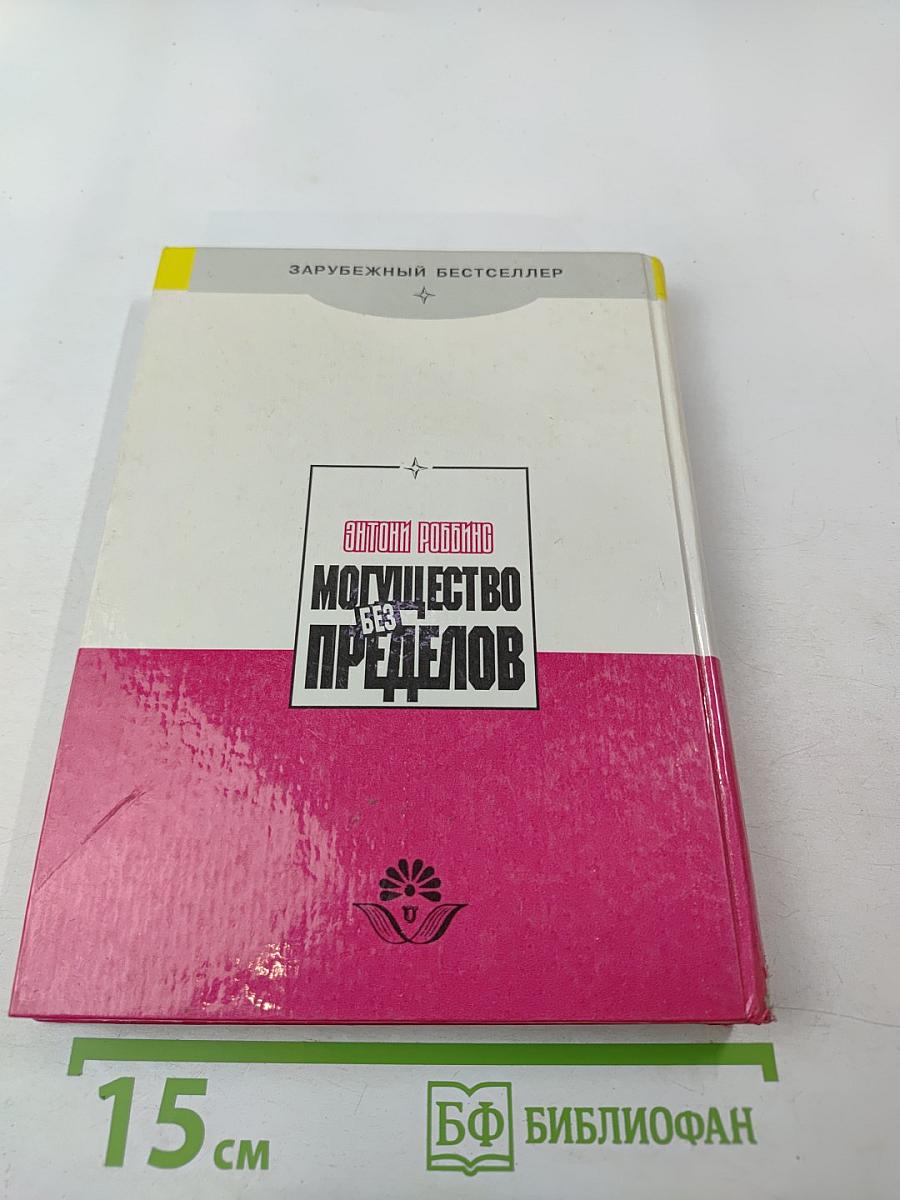 ЗАРУБЕЖНЫЙ БЕСТСЕЛЛЕР
ЭНТОНИ РОББИНС
МОГУЩЕСТВО
БЕЗ
ПРЕДЕЛОВ
15 см
БФ БИБЛИОФАН